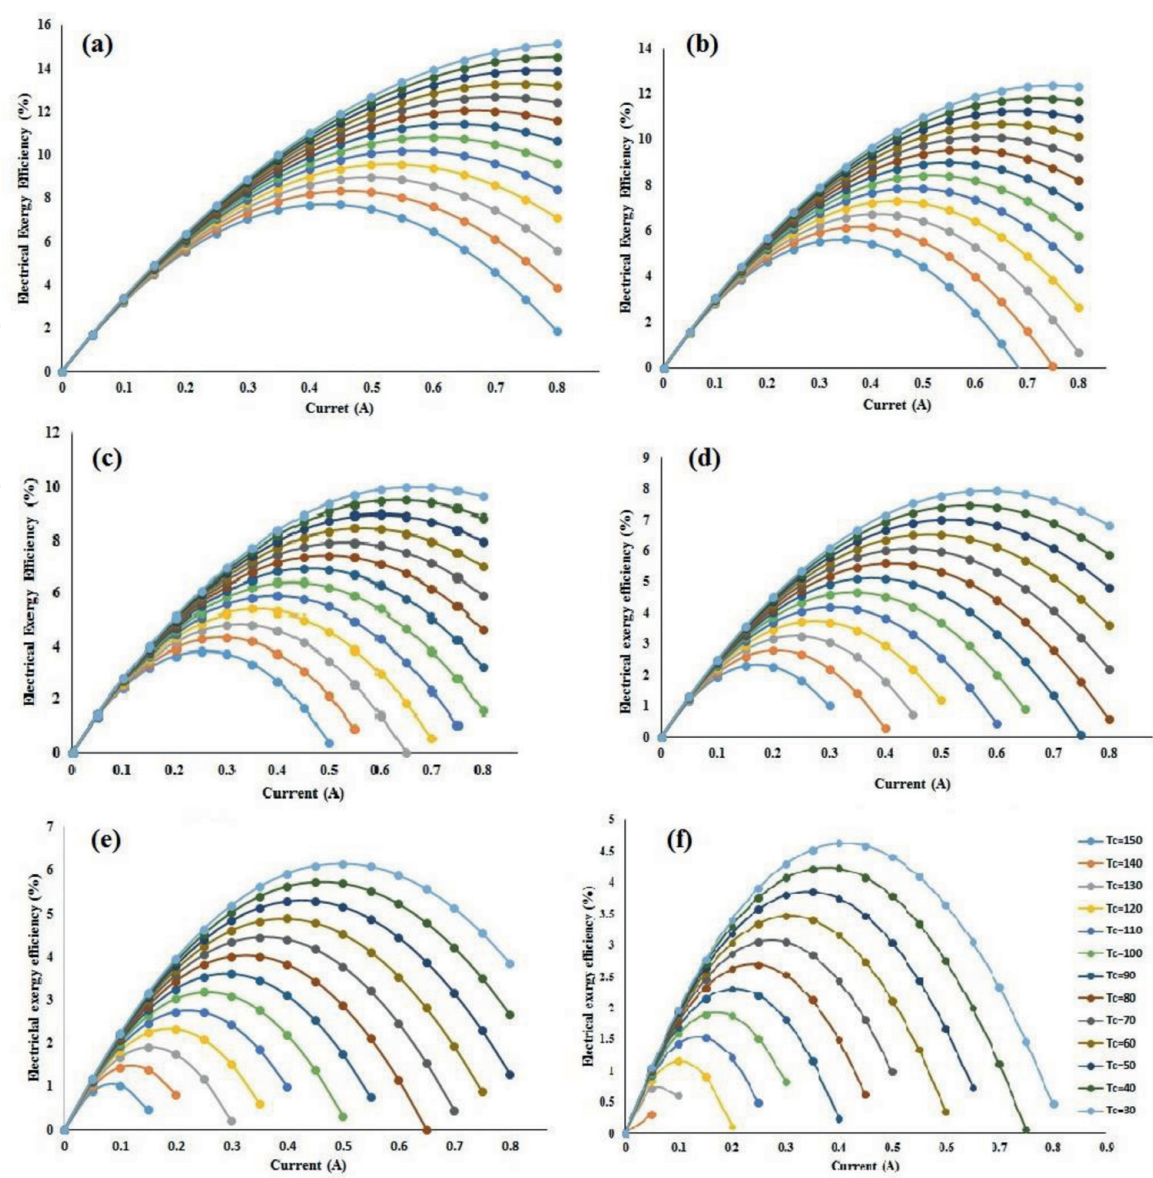 (a)
Electrical Exergy Efficiency (%)
16
14
12
10
8
6
4
2
0
0 0.1 0.2 0.3 0.4 0.5 0.6 0.7 0.8
Curret (A)
(b)
Electrical Exergy Efficiency (%)
14
12
10
8
6
4
2
0
0 0.1 0.2 0.3 0.4 0.5 0.6 0.7 0.8
Curret (A)
(c)
Electrical Exergy Efficiency (%)
12
10
8
6
4
2
0
0 0.1 0.2 0.3 0.4 0.5 0.6 0.7 0.8
Current (A)
(d)
Electrical exergy efficiency (%)
9
8
7
6
5
4
3
2
1
0
0 0.1 0.2 0.3 0.4 0.5 0.6 0.7 0.8
Current (A)
(e)
Electriclal exergy efficiency (%)
7
6
5
4
3
2
1
0
0 0.1 0.2 0.3 0.4 0.5 0.6 0.7 0.8
Current (A)
(f)
Electrical exergy efficiency (%)
5
4.5
4
3.5
3
2.5
2
1.5
1
0.5
0
0 0.1 0.2 0.3 0.4 0.5 0.6 0.7 0.8 0.9
Current (A)
Tc=150
Tc=140
Tc=130
Tc=120
Tc=110
Tc=100
Tc=90
Tc=80
Tc=70
Tc=60
Tc=50
Tc=40
Tc=30